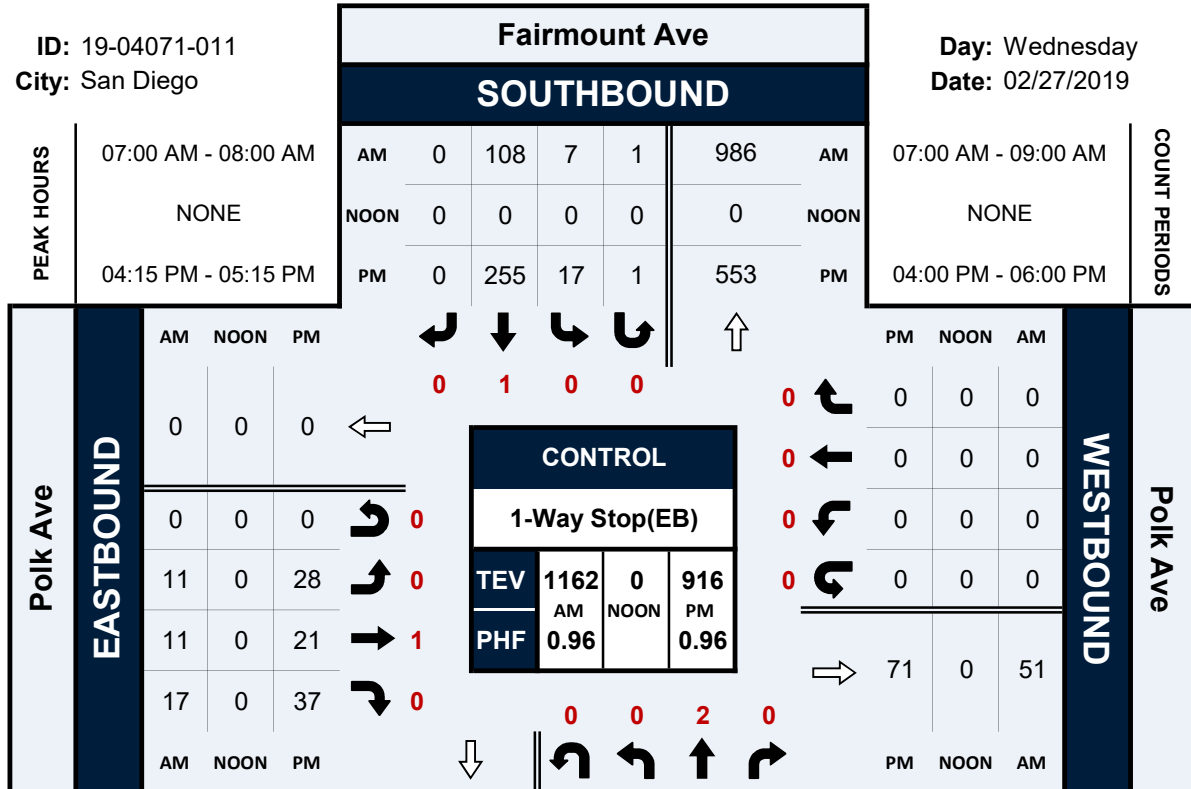 ID: 19-04071-011
City: San Diego
Fairmount Ave
SOUTHBOUND
Day: Wednesday
Date: 02/27/2019
PEAK HOURS
07:00 AM - 08:00 AM
NONE
04:15 PM - 05:15 PM
AM 0 108 7 1 986 AM
NOON 0 0 0 0 0 NOON
PM 0 255 17 1 553 PM
07:00 AM - 09:00 AM
NONE
04:00 PM - 06:00 PM
COUNT PERIODS
Polk Ave
EASTBOUND
AM NOON PM
0 0 0
0 0 0 0
11 0 28 0
11 0 21 1
17 0 37 0
AM NOON PM
0 1 0 0
CONTROL
1-Way Stop(EB)
TEV 1162 0 916
AM NOON PM
PHF 0.96 0.96
0 0 2 0
PM NOON AM
0 0 0 0
0 0 0 0
0 0 0 0
0 0 0 0
71 0 51
PM NOON AM
WESTBOUND
Polk Ave